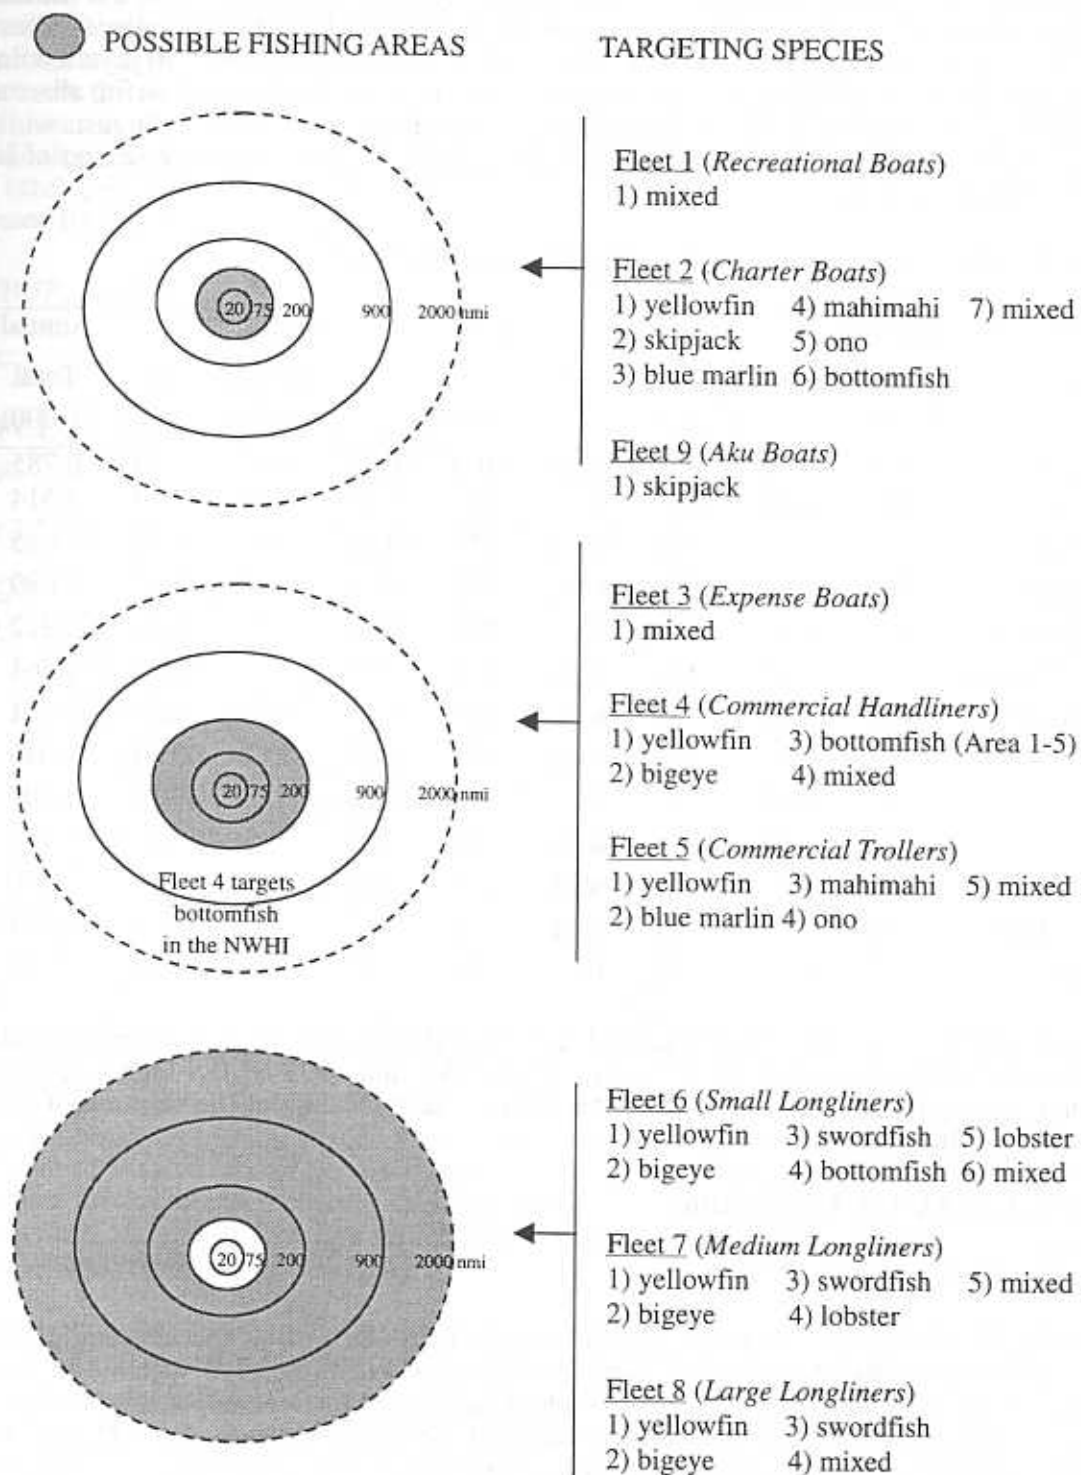 POSSIBLE FISHING AREAS
TARGETING SPECIES
20 75 200 900 2000 nmi
Fleet 1 (Recreational Boats)
1) mixed
Fleet 2 (Charter Boats)
1) yellowfin 4) mahimahi 7) mixed
2) skipjack 5) ono
3) blue marlin 6) bottomfish
Fleet 9 (Aku Boats)
1) skipjack
20 75 200 900 2000 nmi
Fleet 4 targets
bottomfish
in the NWHI
Fleet 3 (Expense Boats)
1) mixed
Fleet 4 (Commercial Handliners)
1) yellowfin 3) bottomfish (Area 1-5)
2) bigeye 4) mixed
Fleet 5 (Commercial Trollers)
1) yellowfin 3) mahimahi 5) mixed
2) blue marlin 4) ono
20 75 200 900 2000 nmi
Fleet 6 (Small Longliners)
1) yellowfin 3) swordfish 5) lobster
2) bigeye 4) bottomfish 6) mixed
Fleet 7 (Medium Longliners)
1) yellowfin 3) swordfish 5) mixed
2) bigeye 4) lobster
Fleet 8 (Large Longliners)
1) yellowfin 3) swordfish
2) bigeye 4) mixed